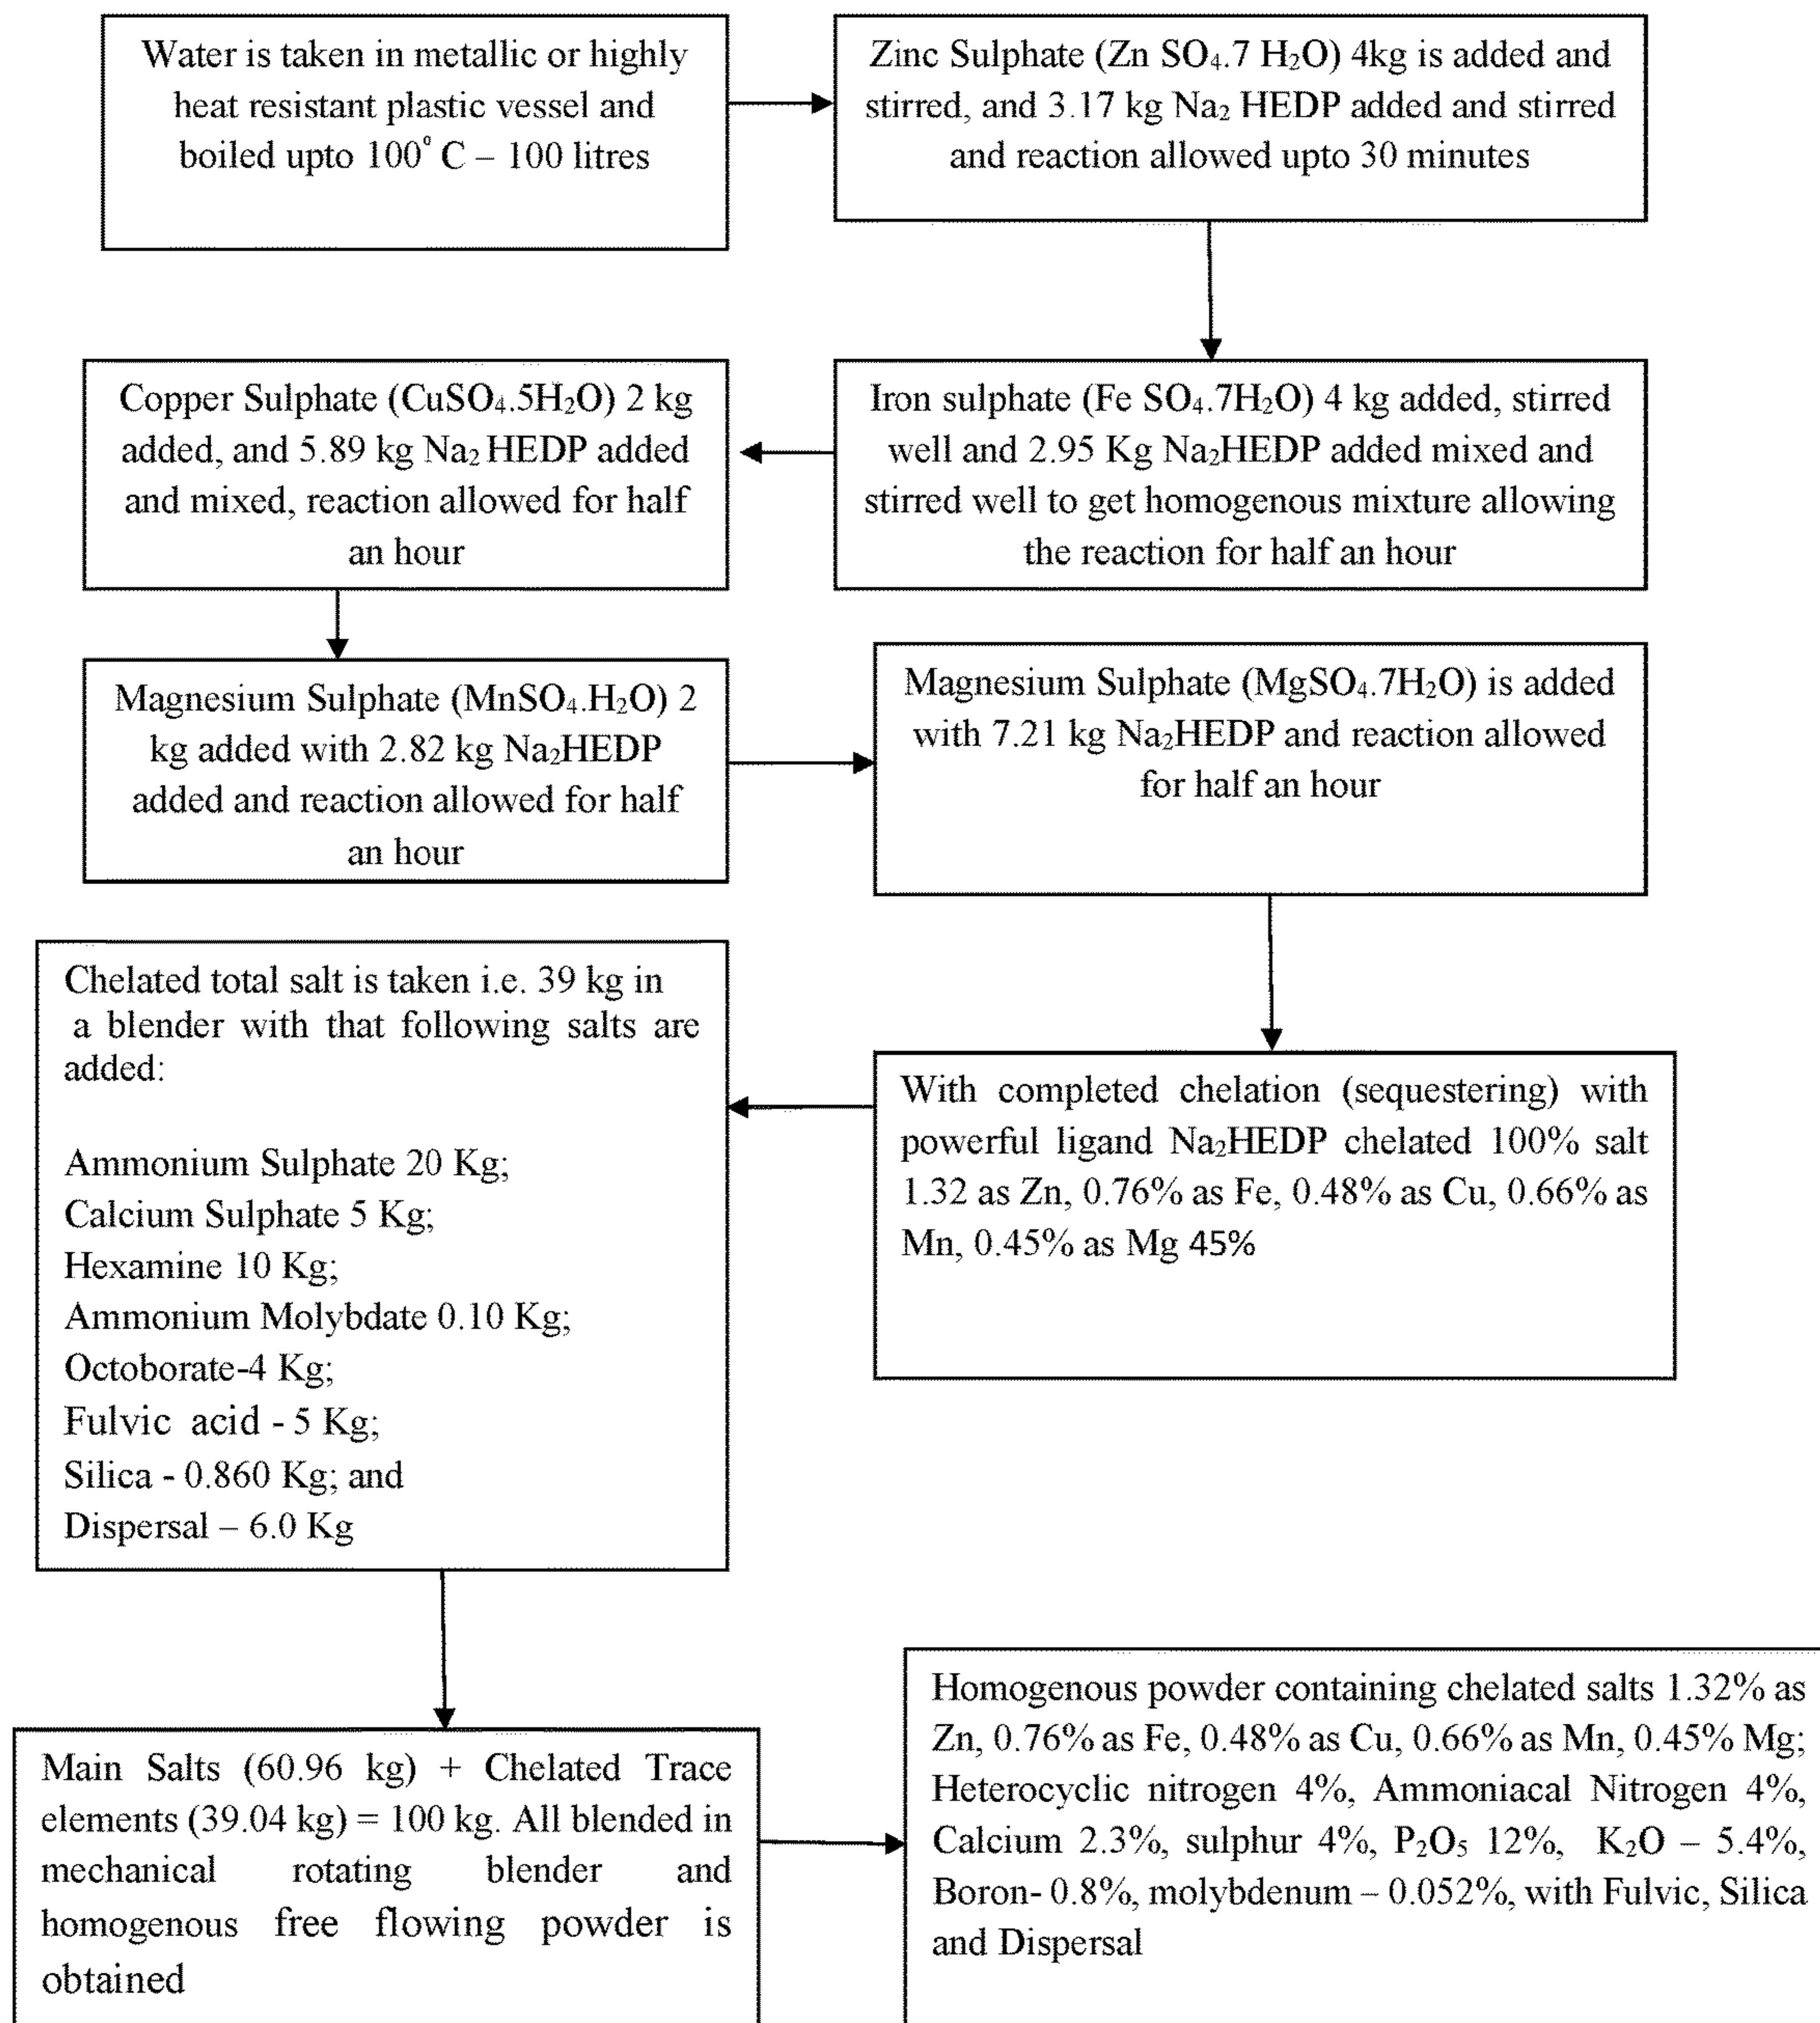 Water is taken in metallic or highly
heat resistant plastic vessel and
boiled upto 100° C – 100 litres
Zinc Sulphate (Zn SO₄.7 H₂O) 4kg is added and
stirred, and 3.17 kg Na₂ HEDP added and stirred
and reaction allowed upto 30 minutes
Iron sulphate (Fe SO₄.7H₂O) 4 kg added, stirred
well and 2.95 Kg Na₂HEDP added mixed and
stirred well to get homogenous mixture allowing
the reaction for half an hour
Copper Sulphate (CuSO₄.5H₂O) 2 kg
added, and 5.89 kg Na₂ HEDP added
and mixed, reaction allowed for half
an hour
Magnesium Sulphate (MnSO₄.H₂O) 2
kg added with 2.82 kg Na₂HEDP
added and reaction allowed for half
an hour
Magnesium Sulphate (MgSO₄.7H₂O) is added
with 7.21 kg Na₂HEDP and reaction allowed
for half an hour
With completed chelation (sequestering) with
powerful ligand Na₂HEDP chelated 100% salt
1.32 as Zn, 0.76% as Fe, 0.48% as Cu, 0.66% as
Mn, 0.45% as Mg 45%
Chelated total salt is taken i.e. 39 kg in
a blender with that following salts are
added:
Ammonium Sulphate 20 Kg;
Calcium Sulphate 5 Kg;
Hexamine 10 Kg;
Ammonium Molybdate 0.10 Kg;
Octoborate-4 Kg;
Fulvic acid - 5 Kg;
Silica - 0.860 Kg; and
Dispersal – 6.0 Kg
Main Salts (60.96 kg) + Chelated Trace
elements (39.04 kg) = 100 kg. All blended in
mechanical rotating blender and
homogenous free flowing powder is
obtained
Homogenous powder containing chelated salts 1.32% as
Zn, 0.76% as Fe, 0.48% as Cu, 0.66% as Mn, 0.45% Mg;
Heterocyclic nitrogen 4%, Ammoniacal Nitrogen 4%,
Calcium 2.3%, sulphur 4%, P₂O₅ 12%, K₂O – 5.4%,
Boron- 0.8%, molybdenum – 0.052%, with Fulvic, Silica
and Dispersal